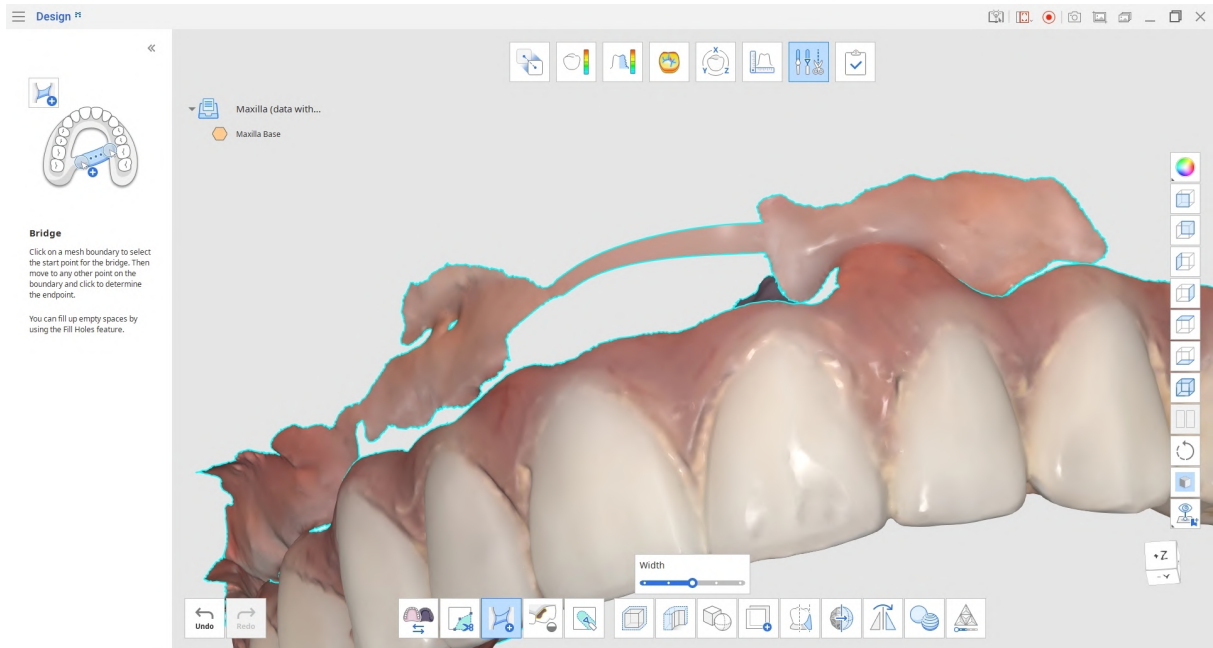 Design
Maxilla (data with...
Maxilla Base
Bridge
Click on a mesh boundary to select
the start point for the bridge. Then
move to any other point on the
boundary and click to determine
the endpoint.
You can fill up empty spaces by
using the Fill Holes feature.
Width
+Z
-Y
Undo
Redo